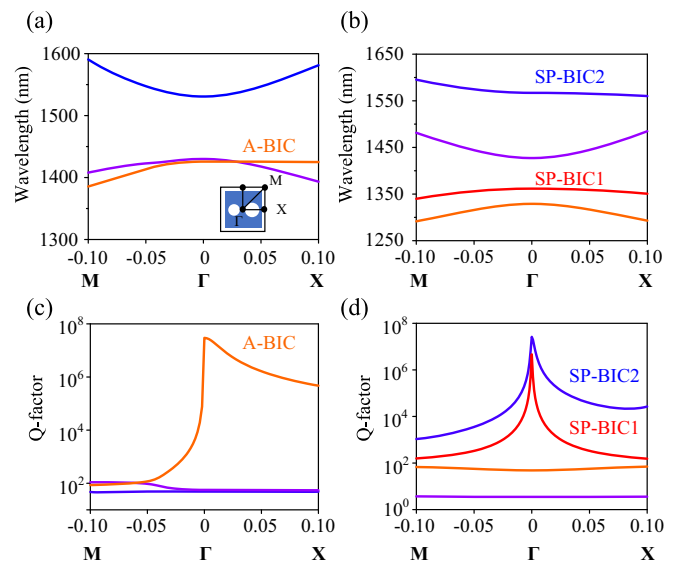 (a)
Wavelength (nm)
1600
1500
1400
1300
A-BIC
M
X
Γ
-0.10 -0.05 0 0.05 0.10
M Γ X
(b)
Wavelength (nm)
1650
1550
1450
1350
1250
SP-BIC2
SP-BIC1
-0.10 -0.05 0 0.05 0.10
M Γ X
(c)
Q-factor
10^8
10^6
10^4
10^2
A-BIC
-0.10 -0.05 0 0.05 0.10
M Γ X
(d)
Q-factor
10^8
10^6
10^4
10^2
10^0
SP-BIC2
SP-BIC1
-0.10 -0.05 0 0.05 0.10
M Γ X